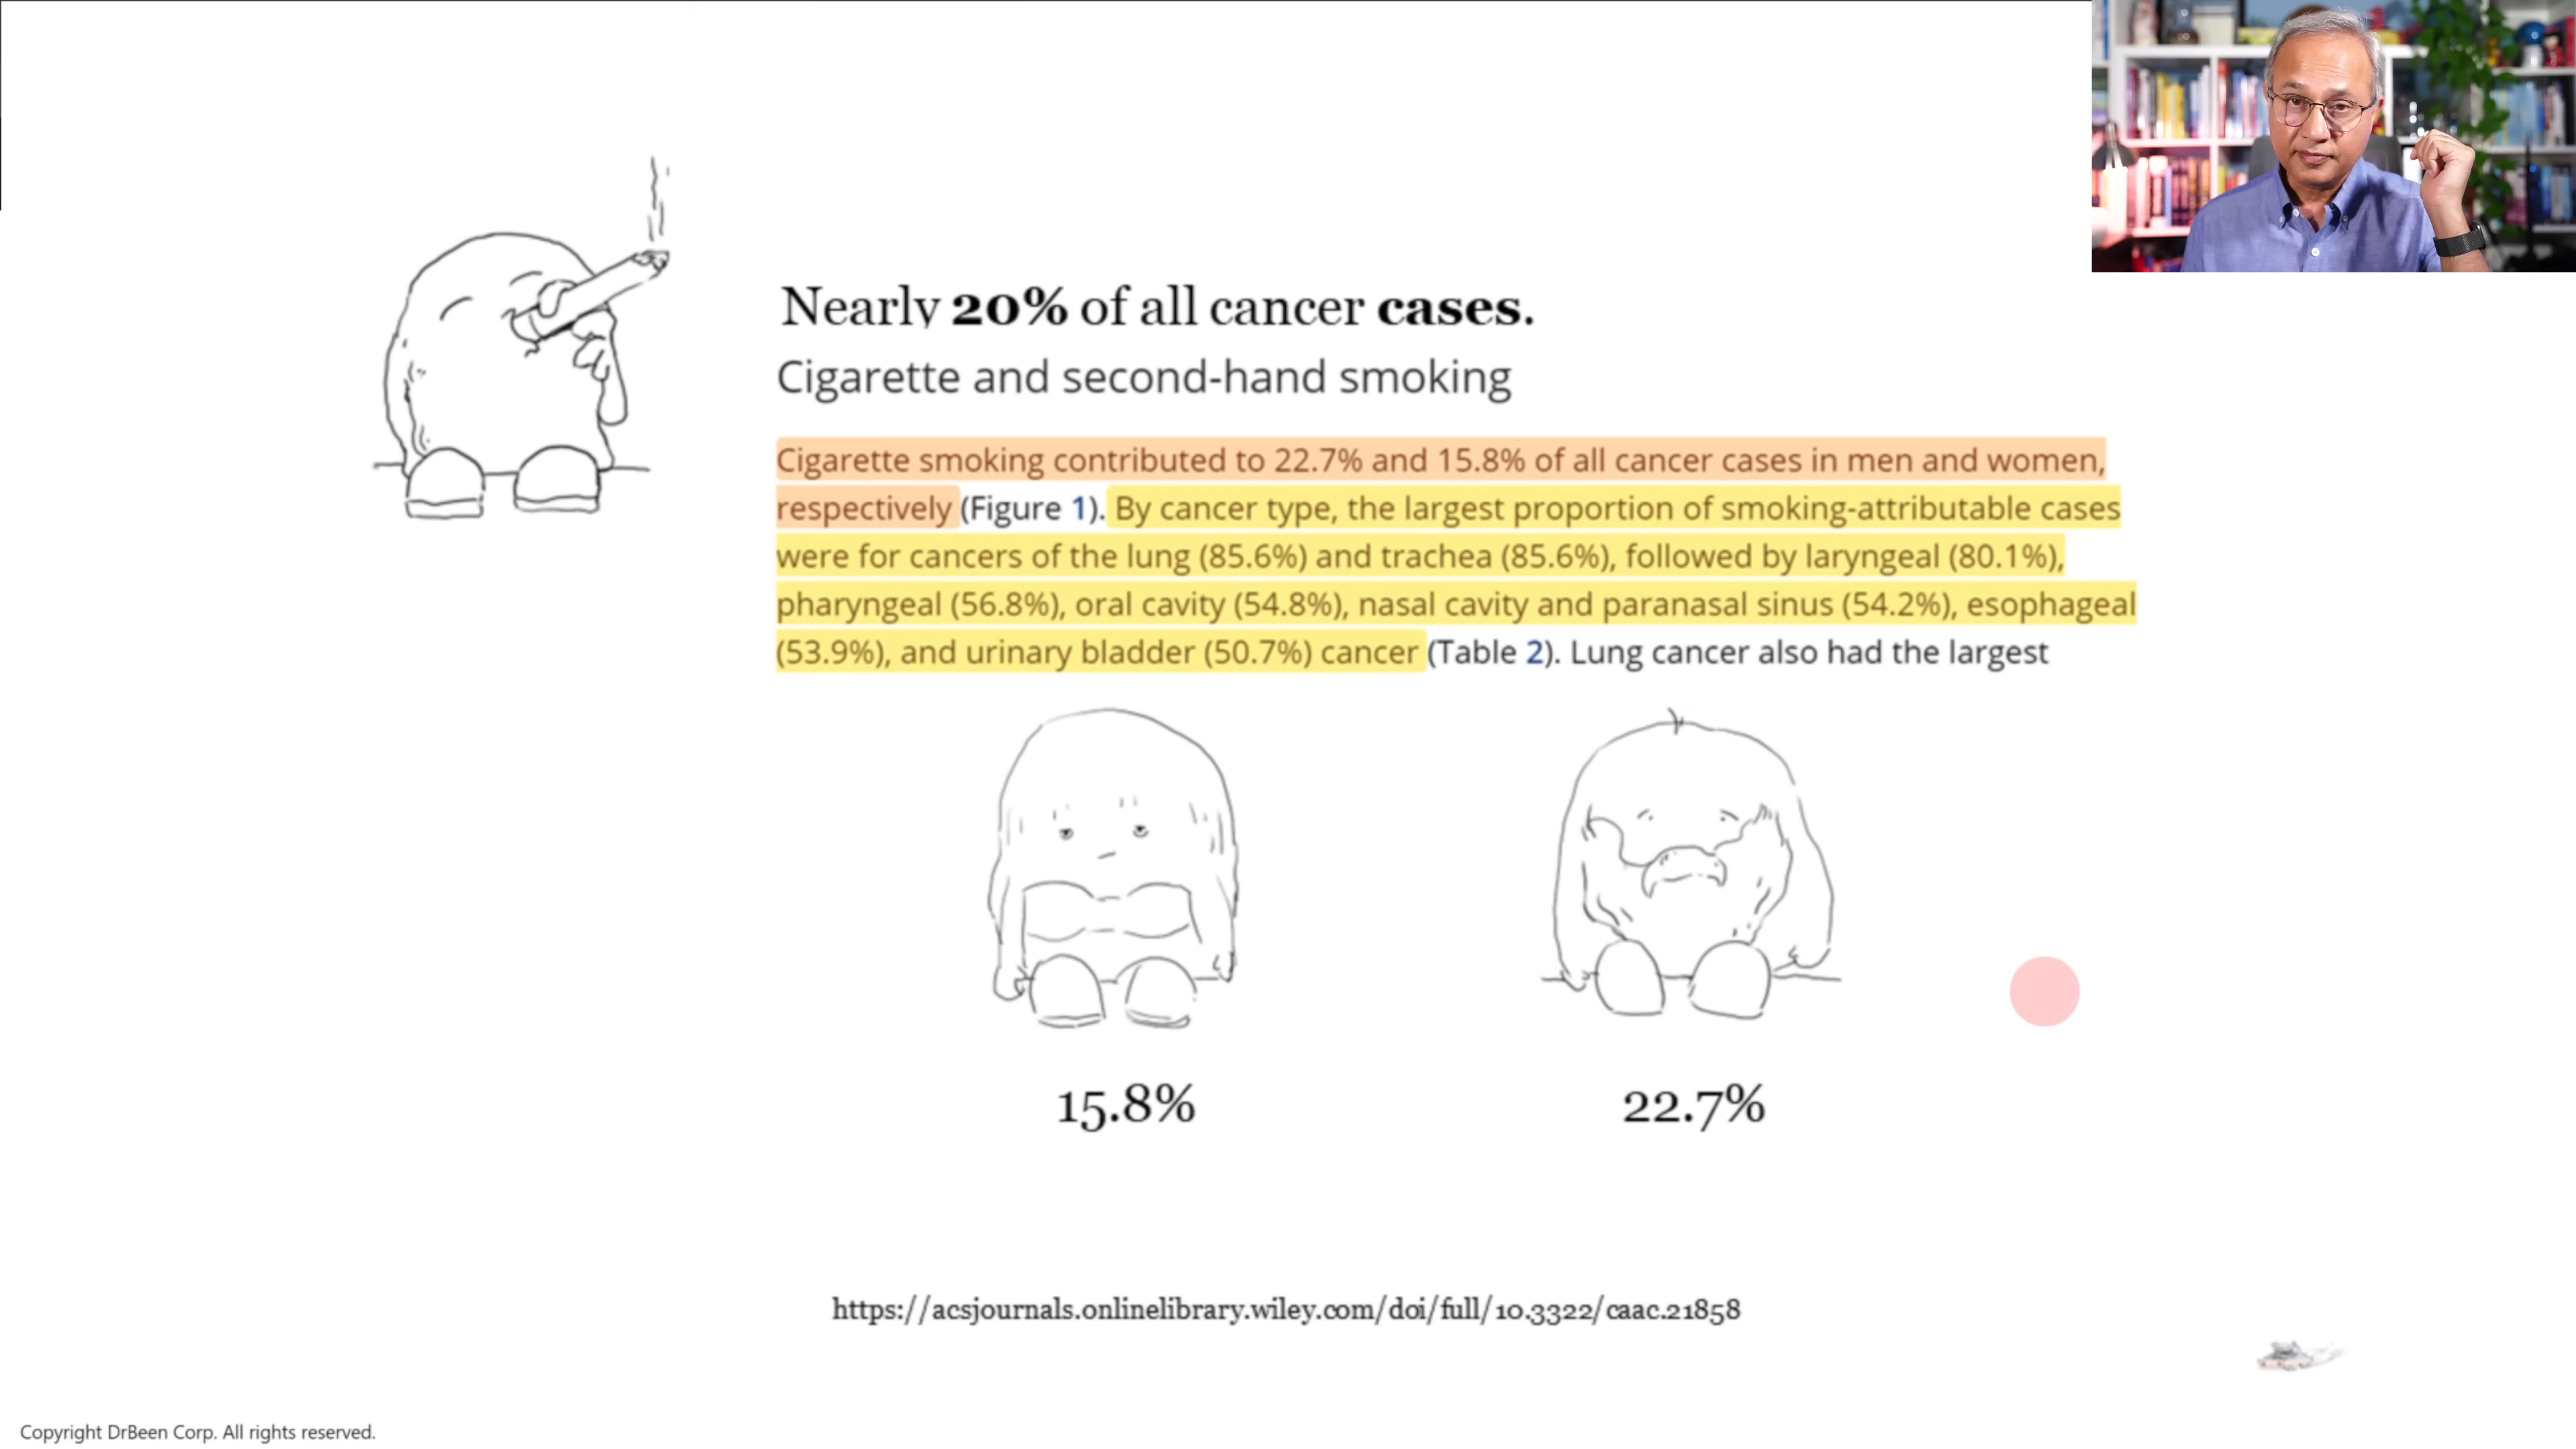 Nearly 20% of all cancer cases.
Cigarette and second-hand smoking
Cigarette smoking contributed to 22.7% and 15.8% of all cancer cases in men and women,
respectively (Figure 1). By cancer type, the largest proportion of smoking-attributable cases
were for cancers of the lung (85.6%) and trachea (85.6%), followed by laryngeal (80.1%),
pharyngeal (56.8%), oral cavity (54.8%), nasal cavity and paranasal sinus (54.2%), esophageal
(53.9%), and urinary bladder (50.7%) cancer (Table 2). Lung cancer also had the largest
15.8%
22.7%
https://acsjournals.onlinelibrary.wiley.com/doi/full/10.3322/caac.21858
Copyright DrBeen Corp. All rights reserved.